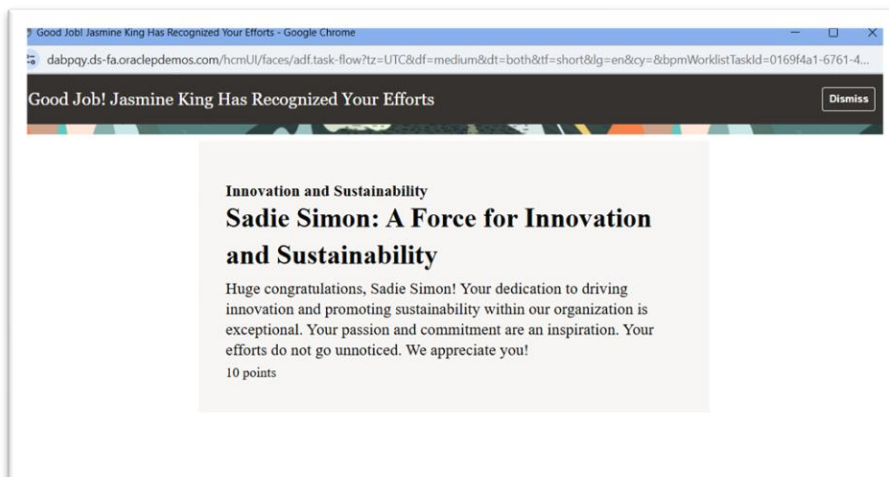 Good Job! Jasmine King Has Recognized Your Efforts - Google Chrome
dabpqy.ds-fa.oraclepdemos.com/hcmUI/faces/adf.task-flow?tz=UTC&df=medium&dt=both&tf=short&lg=en&cy=&bpmWorklistTaskId=0169f4a1-6761-4...
Good Job! Jasmine King Has Recognized Your Efforts
Dismiss
Innovation and Sustainability
Sadie Simon: A Force for Innovation
and Sustainability
Huge congratulations, Sadie Simon! Your dedication to driving
innovation and promoting sustainability within our organization is
exceptional. Your passion and commitment are an inspiration. Your
efforts do not go unnoticed. We appreciate you!
10 points